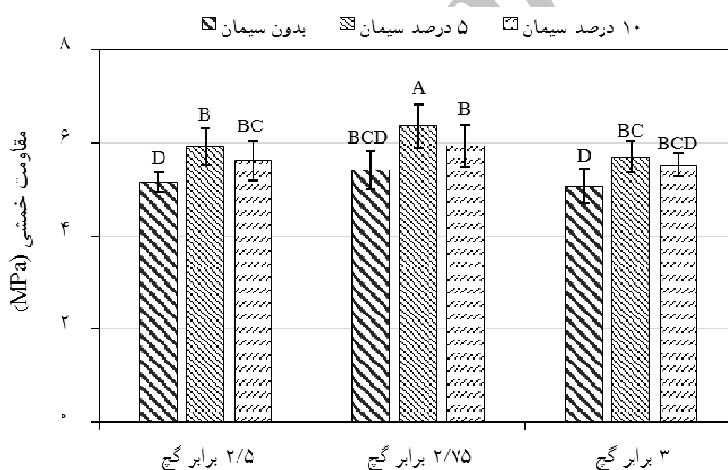 بدون سیمان ۵ درصد سیمان ۱۰ درصد سیمان
مقاومت خمشی (MPa)
۸
۶
۴
۲
۰
D B BC
BCD A B
D BC BCD
۲/۵ برابر گچ ۲/۷۵ برابر گچ ۳ برابر گچ